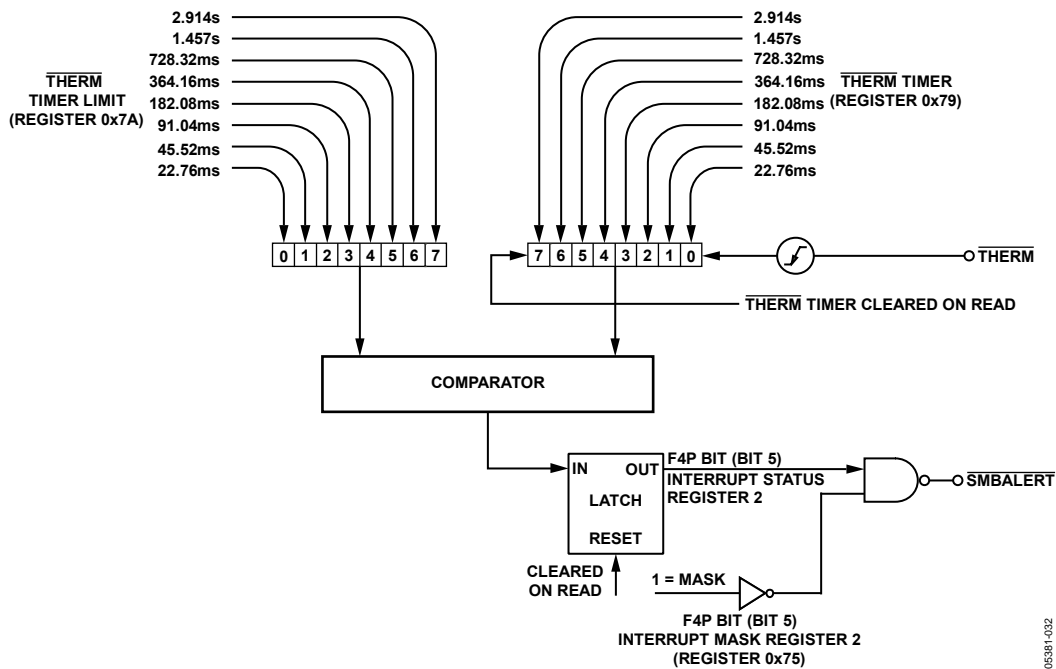 2.914s
1.457s
728.32ms
364.16ms
182.08ms
91.04ms
45.52ms
22.76ms
THERM
TIMER LIMIT
(REGISTER 0x7A)
2.914s
1.457s
728.32ms
364.16ms
182.08ms
91.04ms
45.52ms
22.76ms
THERM TIMER
(REGISTER 0x79)
0 1 2 3 4 5 6 7
7 6 5 4 3 2 1 0
THERM
THERM TIMER CLEARED ON READ
COMPARATOR
IN OUT
LATCH
RESET
F4P BIT (BIT 5)
INTERRUPT STATUS
REGISTER 2
SMBALERT
CLEARED
ON READ
1 = MASK
F4P BIT (BIT 5)
INTERRUPT MASK REGISTER 2
(REGISTER 0x75)
05381-032